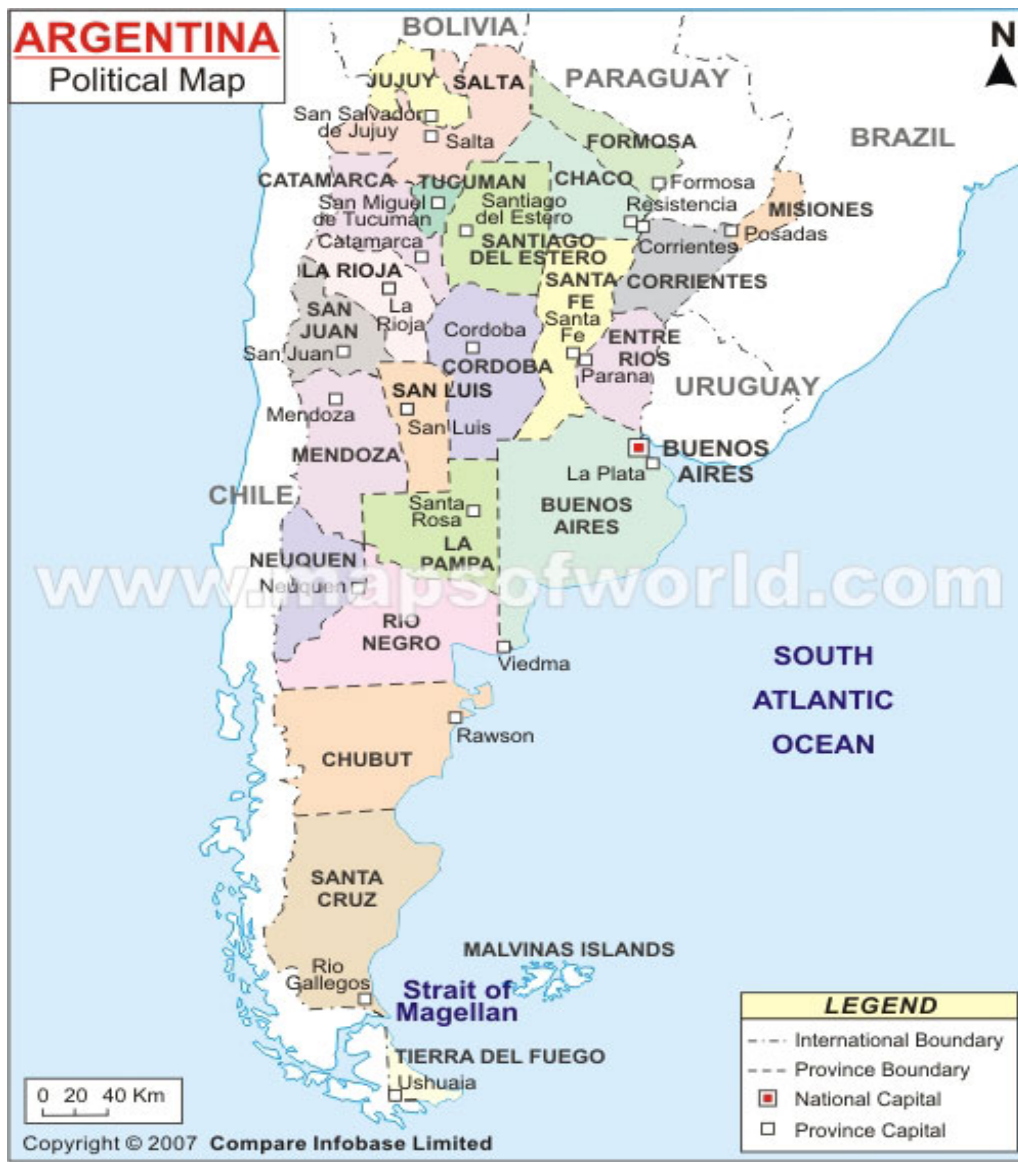 ARGENTINA
Political Map
BOLIVIA
N
PARAGUAY
BRAZIL
JUJUY
SALTA
San Salvador
de Jujuy
Salta
FORMOSA
CATAMARCA
TUCUMAN
CHACO
Formosa
San Miguel
de Tucuman
Santiago
del Estero
Resistencia
MISIONES
Posadas
Catamarca
SANTIAGO
DEL ESTERO
Corrientes
LA RIOJA
SANTA
FE
CORRIENTES
La
Rioja
SAN
JUAN
San Juan
Cordoba
CORDOBA
Santa
Fe
ENTRE
RIOS
Parana
URUGUAY
SAN LUIS
San Luis
Mendoza
MENDOZA
BUENOS
AIRES
La Plata
CHILE
Santa
Rosa
BUENOS
AIRES
LA
PAMPA
NEUQUEN
www.mapsofworld.com
Neuquen
RIO
NEGRO
Viedma
SOUTH
ATLANTIC
OCEAN
Rawson
CHUBUT
SANTA
CRUZ
MALVINAS ISLANDS
Rio
Gallegos
Strait of
Magellan
TIERRA DEL FUEGO
Ushuaia
LEGEND
International Boundary
Province Boundary
National Capital
Province Capital
0 20 40 Km
Copyright © 2007 Compare Infobase Limited